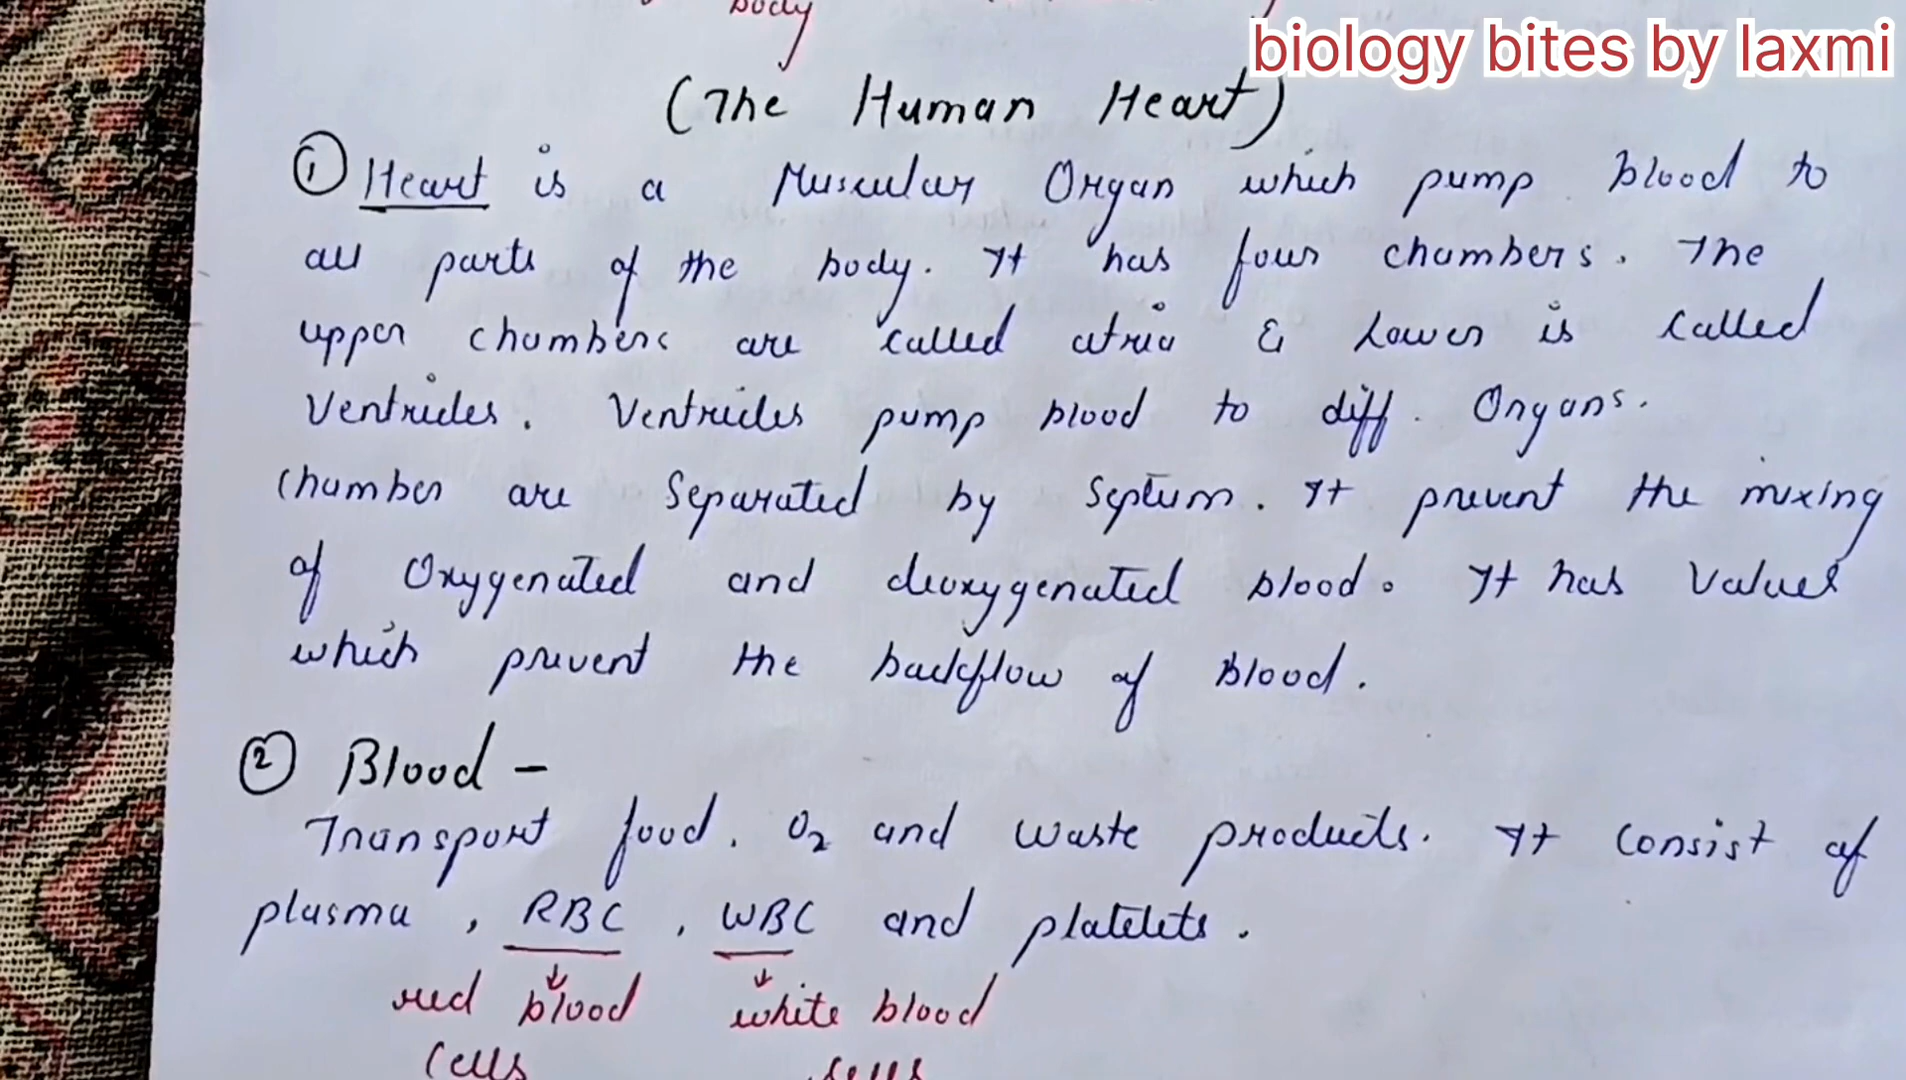 body
biology bites by laxmi
(The Human Heart)
① Heart is a Muscular Organ which pump blood to
all parts of the body. It has four chambers. The
upper chambers are called atria & Lower is called
Ventricles. Ventricles pump blood to diff. Organs.
Chamber are Separated by Septum. It prevent the mixing
of Oxygenated and deoxygenated blood. It has Valves
which prevent the backflow of Blood.
② Blood -
Transport food, O2 and waste products. It consist of
plasma, RBC, WBC and platelets.
↓ ↓
red blood white blood
cells cells